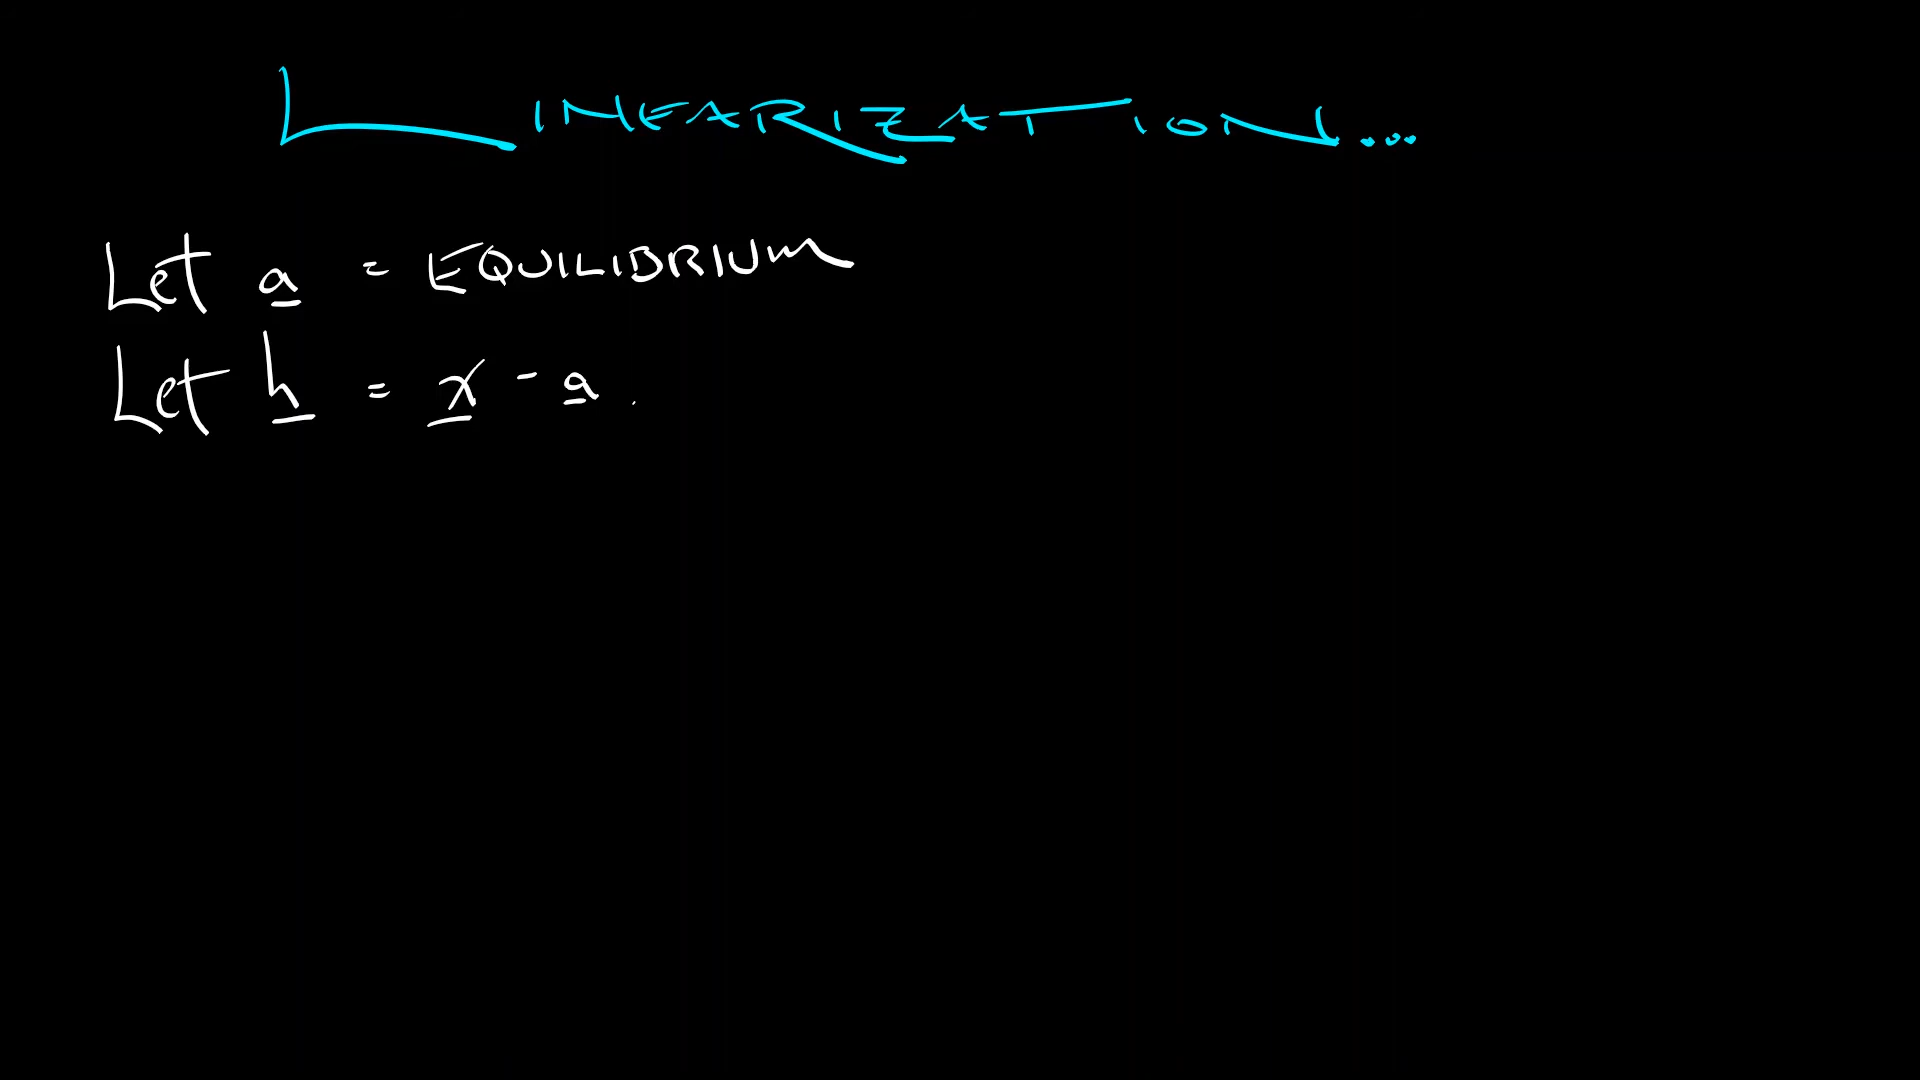 LINEARIZATION...
Let a = EQUILIBRIUM
Let h = x - a.